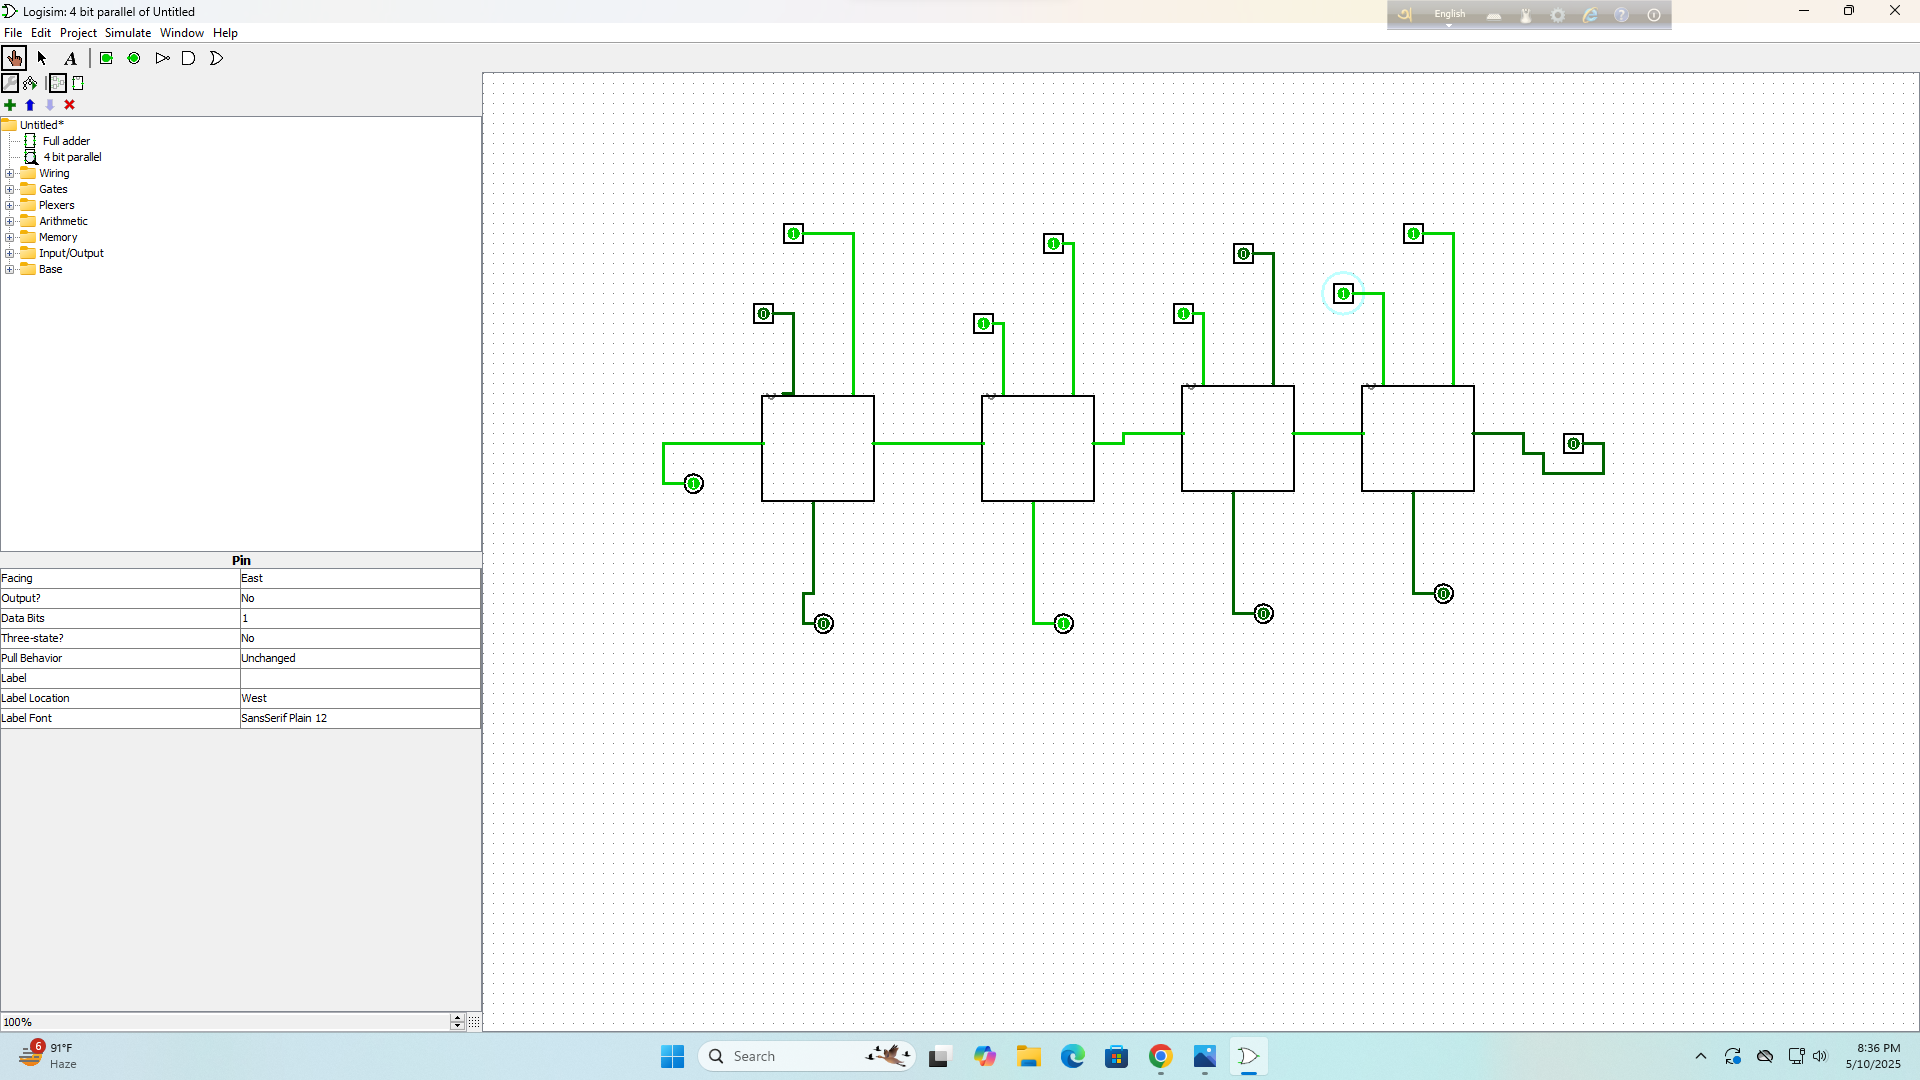 Logisim: 4 bit parallel of Untitled
English
File Edit Project Simulate Window Help
A
Untitled*
Full adder
4 bit parallel
Wiring
Gates
Plexers
Arithmetic
Memory
Input/Output
Base
1
1
0
1
1
0
1
1
1
0
1
0
1
0
0
Pin
Facing East
Output? No
Data Bits 1
Three-state? No
Pull Behavior Unchanged
Label
Label Location West
Label Font SansSerif Plain 12
100%
6
91°F
Haze
Search
8:36 PM
5/10/2025